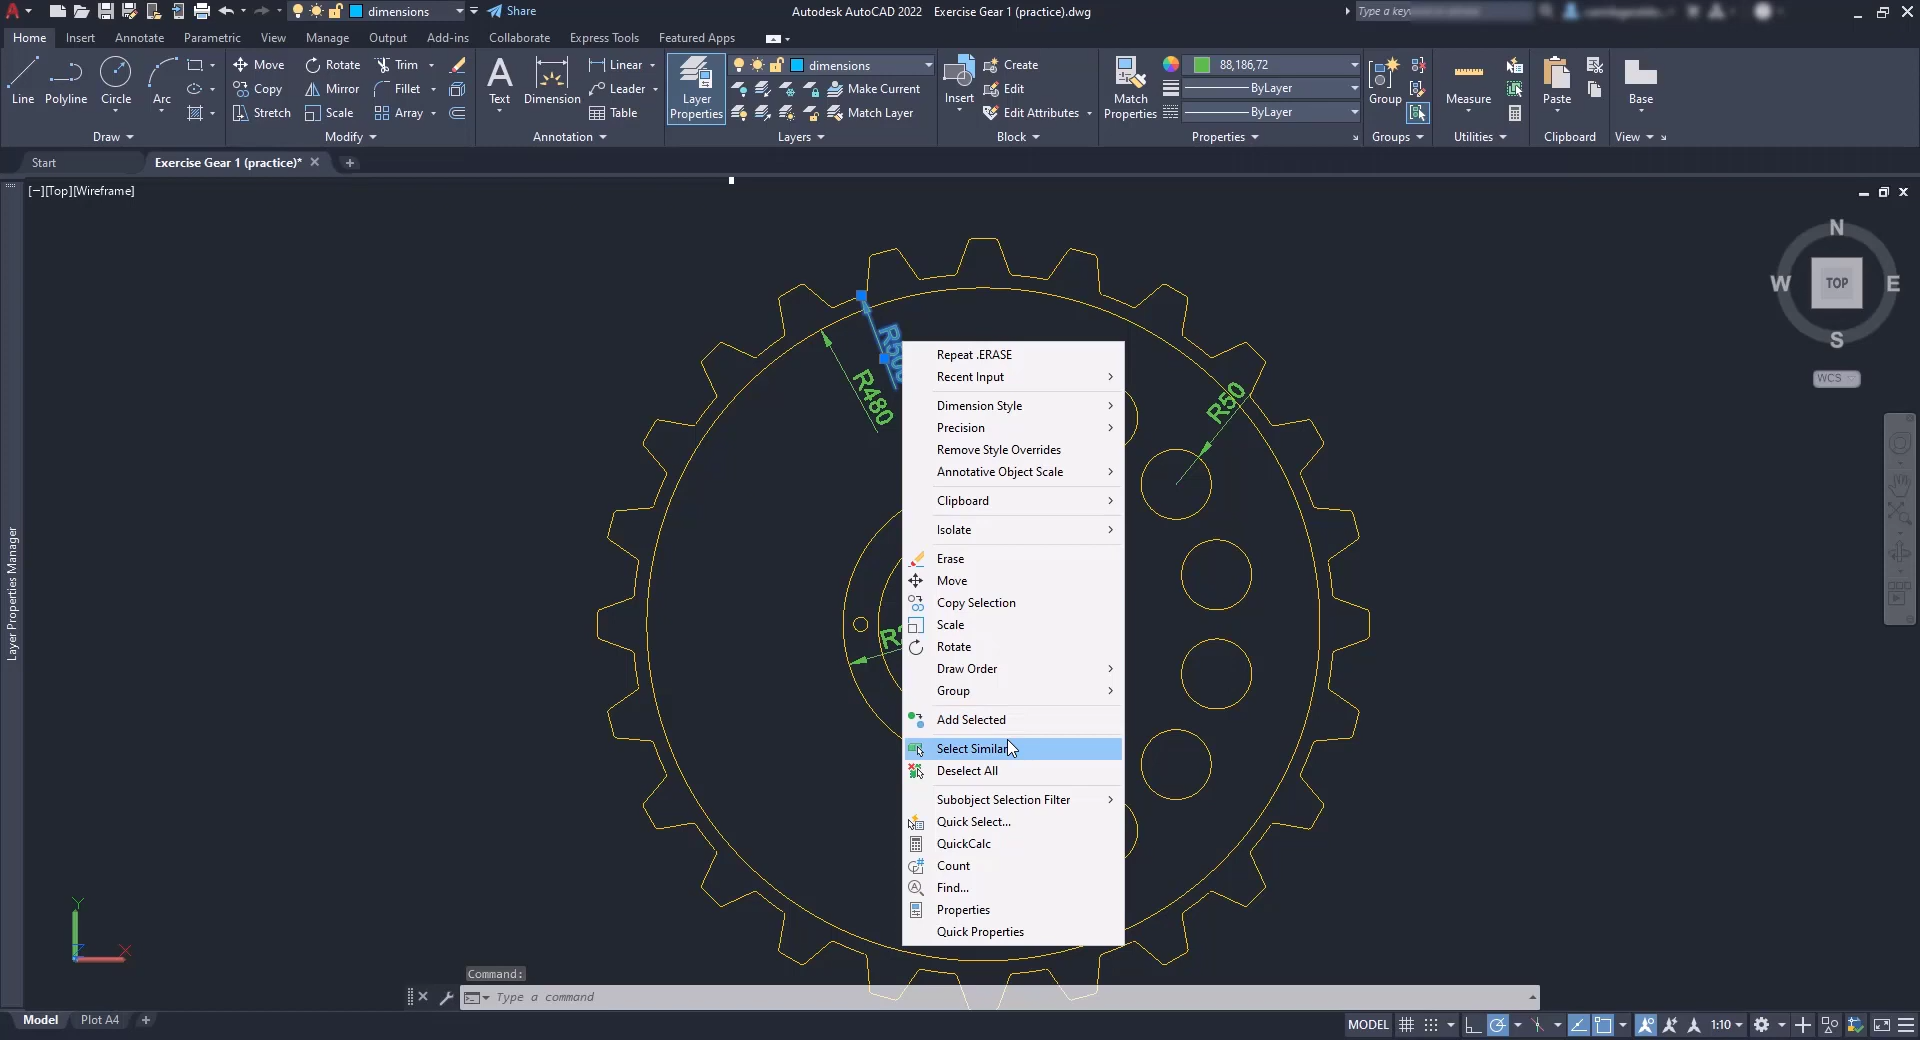 dimensions
Share
Autodesk AutoCAD 2022 Exercise Gear 1 (practice).dwg
Type a
Home Insert Annotate Parametric View Manage Output Add-ins Collaborate Express Tools Featured Apps
Line Polyline Circle Arc
Draw
Move Rotate Trim
Copy Mirror Fillet
Stretch Scale Array
Modify
Text Dimension
Linear
Leader
Table
Annotation
Layer Properties
dimensions
Make Current
Match Layer
Layers
Insert
Create
Edit
Edit Attributes
Block
Match Properties
88,186,72
ByLayer
ByLayer
Properties
Group
Groups
Measure
Utilities
Paste
Clipboard
Base
View
Start
Exercise Gear 1 (practice)*
[−][Top][Wireframe]
N
W TOP E
S
WCS
R480
R50
Repeat .ERASE
Recent Input
Dimension Style
Precision
Remove Style Overrides
Annotative Object Scale
Clipboard
Isolate
Erase
Move
Copy Selection
Scale
Rotate
Draw Order
Group
Add Selected
Select Similar
Deselect All
Subobject Selection Filter
Quick Select...
QuickCalc
Count
Find...
Properties
Quick Properties
Layer Properties Manager
Y
X
Command:
Type a command
Model Plot A4
MODEL
1:10